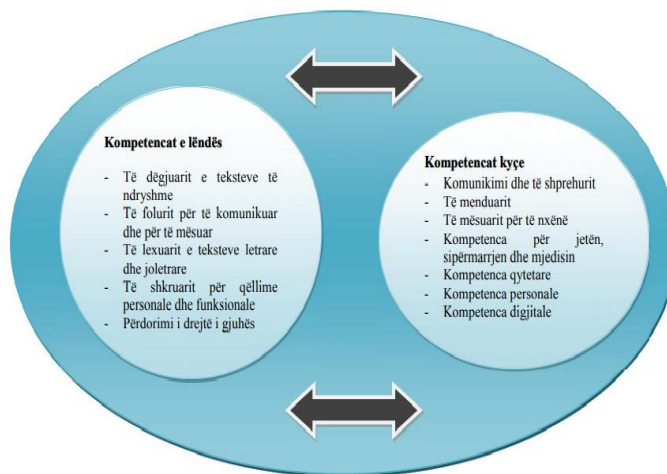 Kompetencat e lëndës
- Të dëgjuarit e teksteve të
ndryshme
- Të folurit për të komunikuar
dhe për të mësuar
- Të lexuarit e teksteve letrare
dhe joletrare
- Të shkruarit për qëllime
personale dhe funksionale
- Përdorimi i drejtë i gjuhës
Kompetencat kyçe
- Komunikimi dhe të shprehurit
- Të menduarit
- Të mësuarit për të nxënë
- Kompetenca për jetën,
sipërmarrjen dhe mjedisin
- Kompetenca qytetare
- Kompetenca personale
- Kompetenca digjitale